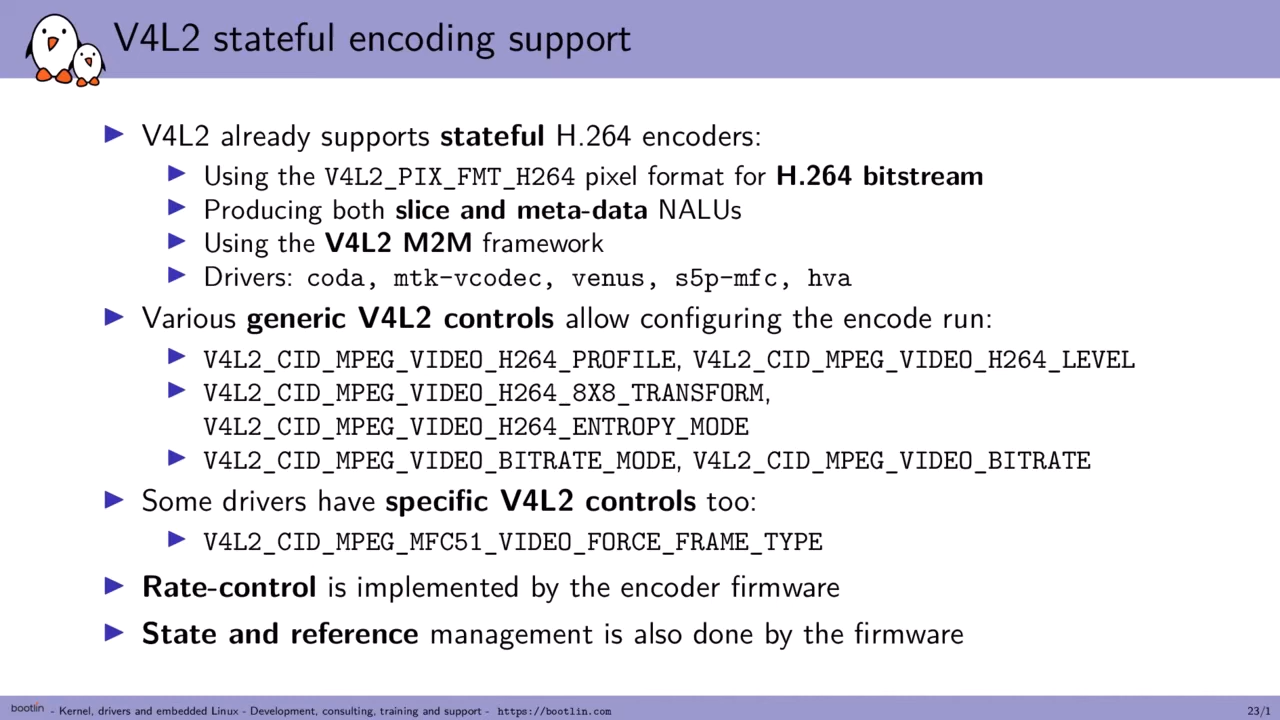 V4L2 stateful encoding support
V4L2 already supports stateful H.264 encoders:
Using the V4L2_PIX_FMT_H264 pixel format for H.264 bitstream
Producing both slice and meta-data NALUs
Using the V4L2 M2M framework
Drivers: coda, mtk-vcodec, venus, s5p-mfc, hva
Various generic V4L2 controls allow configuring the encode run:
V4L2_CID_MPEG_VIDEO_H264_PROFILE, V4L2_CID_MPEG_VIDEO_H264_LEVEL
V4L2_CID_MPEG_VIDEO_H264_8X8_TRANSFORM,
V4L2_CID_MPEG_VIDEO_H264_ENTROPY_MODE
V4L2_CID_MPEG_VIDEO_BITRATE_MODE, V4L2_CID_MPEG_VIDEO_BITRATE
Some drivers have specific V4L2 controls too:
V4L2_CID_MPEG_MFC51_VIDEO_FORCE_FRAME_TYPE
Rate-control is implemented by the encoder firmware
State and reference management is also done by the firmware
bootlin - Kernel, drivers and embedded Linux - Development, consulting, training and support - https://bootlin.com 23/1